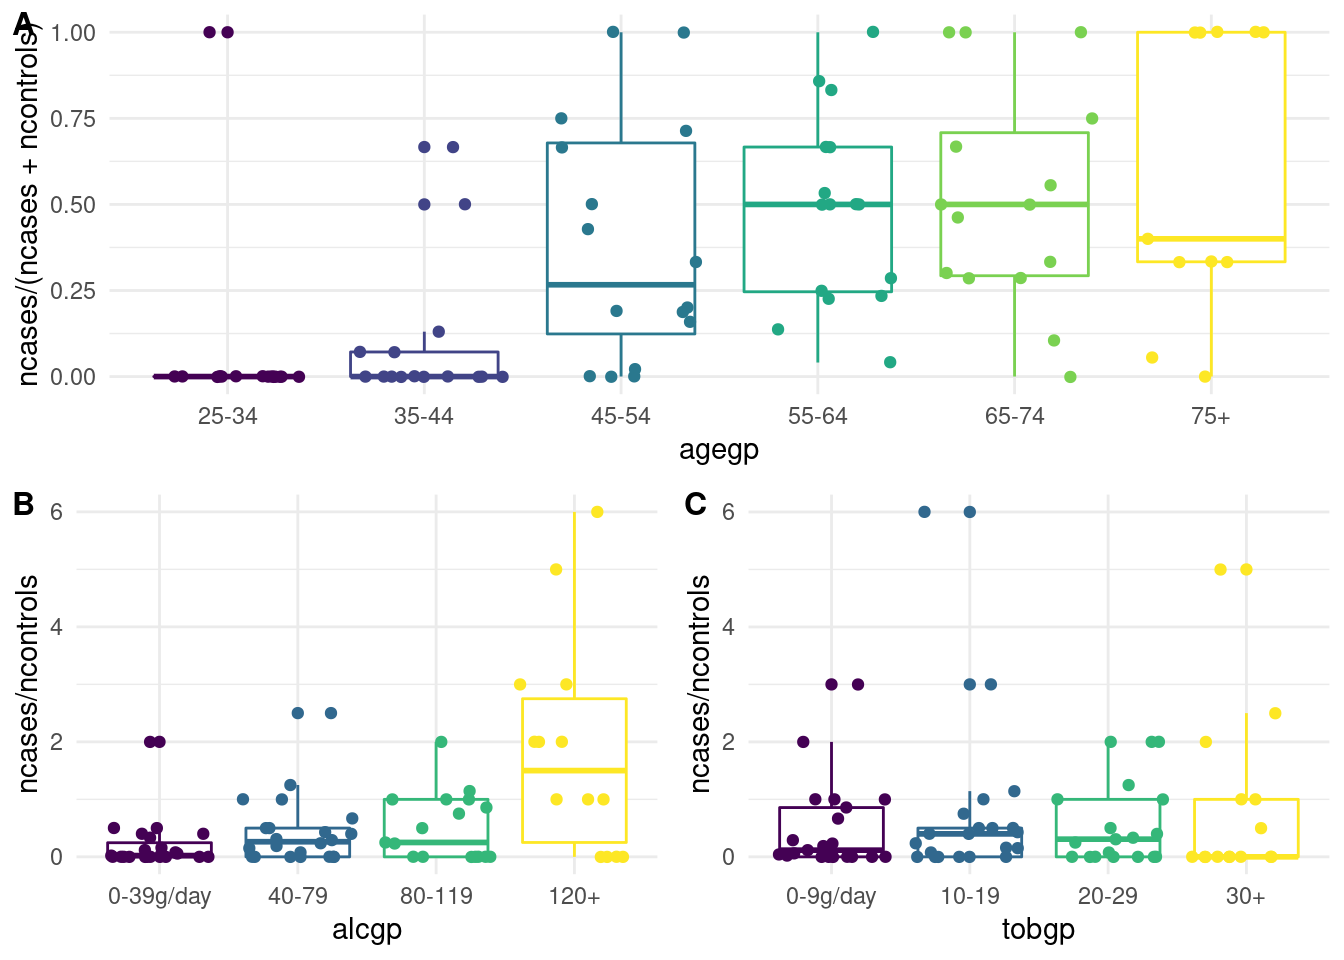 A
ncases/(ncases + ncontrols)
1.00
0.75
0.50
0.25
0.00
25-34 35-44 45-54 55-64 65-74 75+
agegp
B
ncases/ncontrols
6
4
2
0
0-39g/day 40-79 80-119 120+
alcgp
C
ncases/ncontrols
6
4
2
0
0-9g/day 10-19 20-29 30+
tobgp